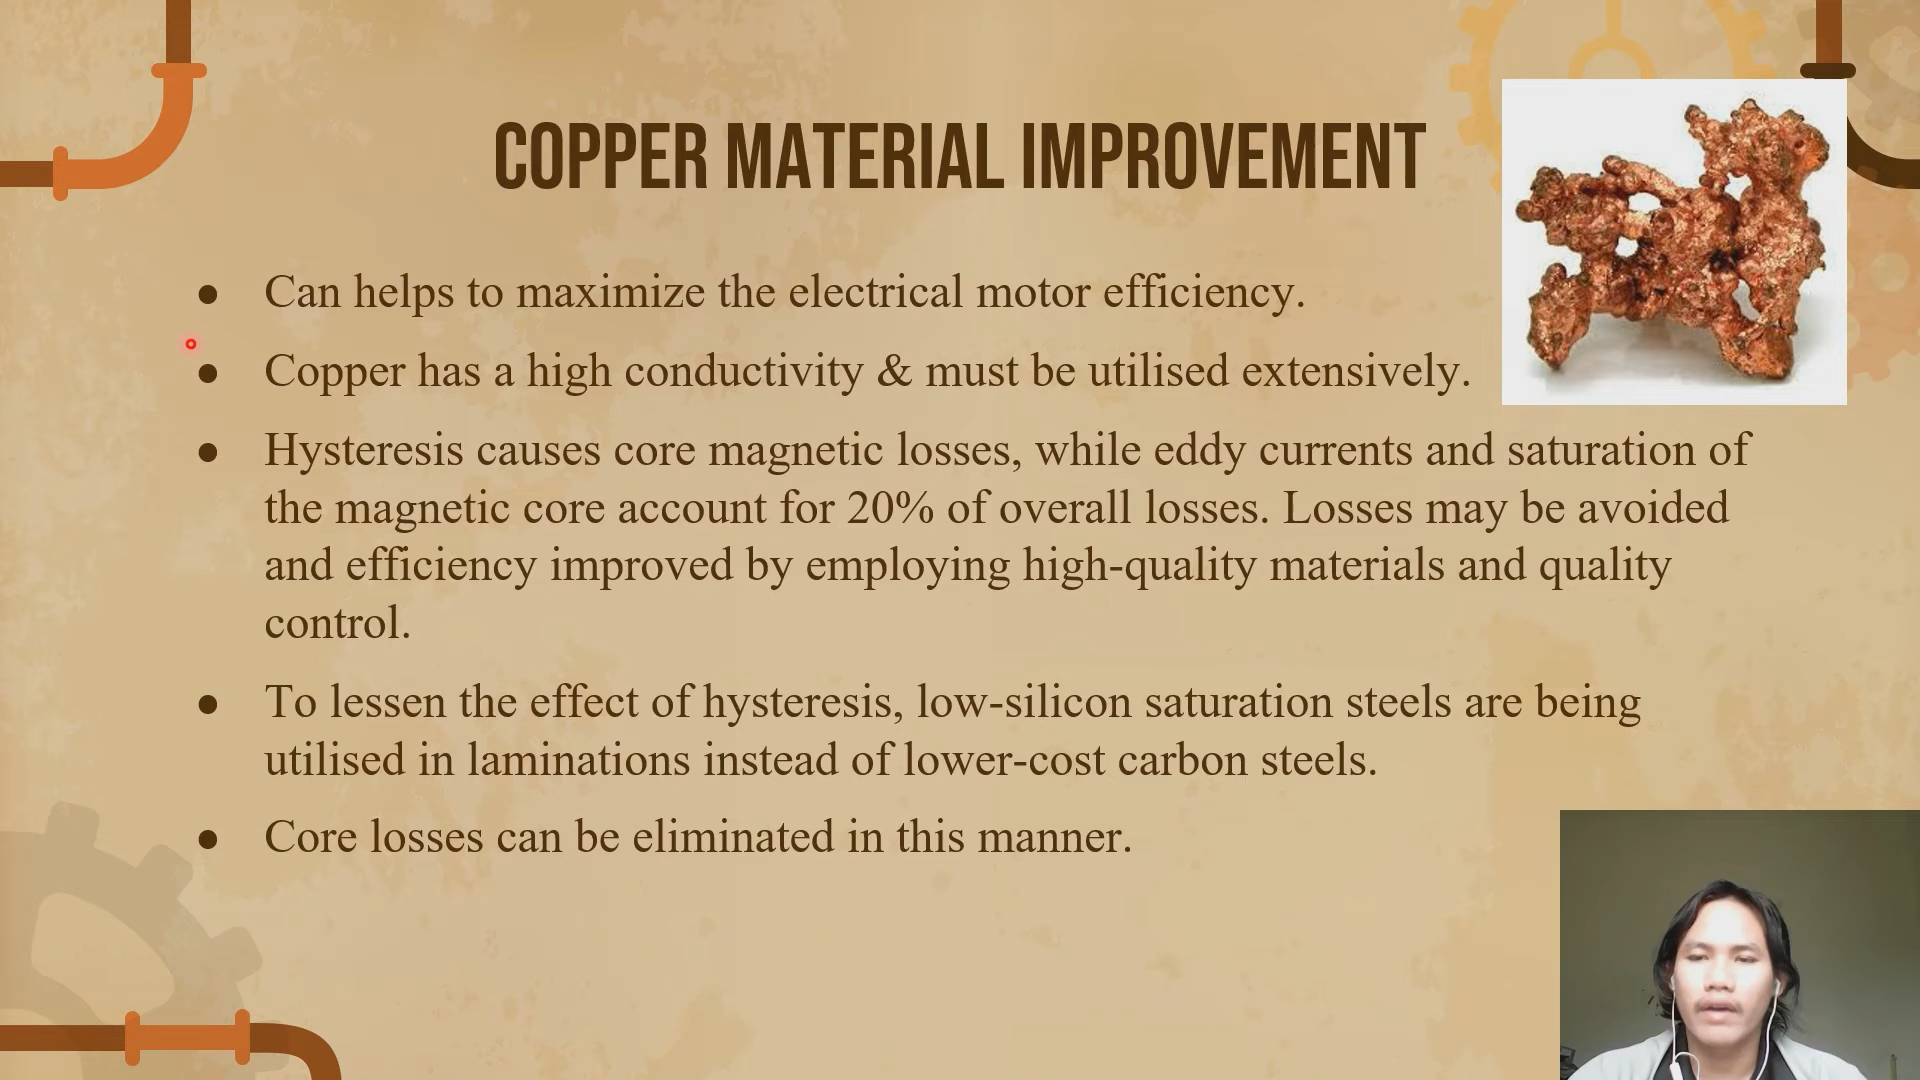 COPPER MATERIAL IMPROVEMENT
● Can helps to maximize the electrical motor efficiency.
● Copper has a high conductivity & must be utilised extensively.
● Hysteresis causes core magnetic losses, while eddy currents and saturation of
the magnetic core account for 20% of overall losses. Losses may be avoided
and efficiency improved by employing high-quality materials and quality
control.
● To lessen the effect of hysteresis, low-silicon saturation steels are being
utilised in laminations instead of lower-cost carbon steels.
● Core losses can be eliminated in this manner.